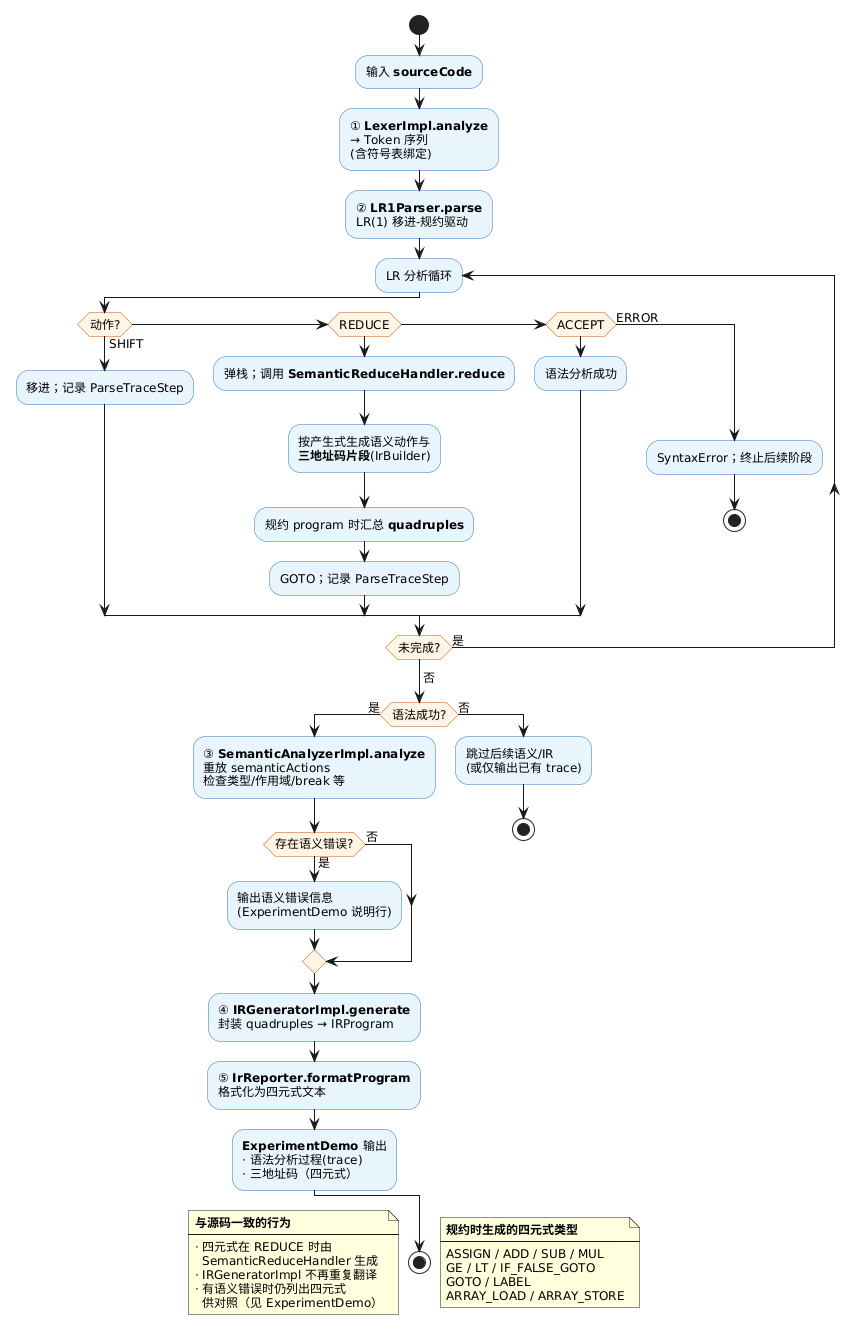 输入 sourceCode
① LexerImpl.analyze
→ Token 序列
(含符号表绑定)
② LR1Parser.parse
LR(1) 移进-规约驱动
LR 分析循环
动作?
SHIFT
REDUCE
ACCEPT
ERROR
移进；记录 ParseTraceStep
弹栈；调用 SemanticReduceHandler.reduce
语法分析成功
按产生式生成语义动作与
三地址码片段(IrBuilder)
SyntaxError；终止后续阶段
规约 program 时汇总 quadruples
GOTO；记录 ParseTraceStep
未完成?
是
否
语法成功?
是
否
③ SemanticAnalyzerImpl.analyze
重放 semanticActions
检查类型/作用域/break 等
跳过后续语义/IR
(或仅输出已有 trace)
存在语义错误?
否
是
输出语义错误信息
(ExperimentDemo 说明行)
④ IRGeneratorImpl.generate
封装 quadruples → IRProgram
⑤ IrReporter.formatProgram
格式化为四元式文本
ExperimentDemo 输出
· 语法分析过程(trace)
· 三地址码（四元式）
与源码一致的行为
· 四元式在 REDUCE 时由
SemanticReduceHandler 生成
· IRGeneratorImpl 不再重复翻译
· 有语义错误时仍列出四元式
供对照（见 ExperimentDemo）
规约时生成的四元式类型
ASSIGN / ADD / SUB / MUL
GE / LT / IF_FALSE_GOTO
GOTO / LABEL
ARRAY_LOAD / ARRAY_STORE